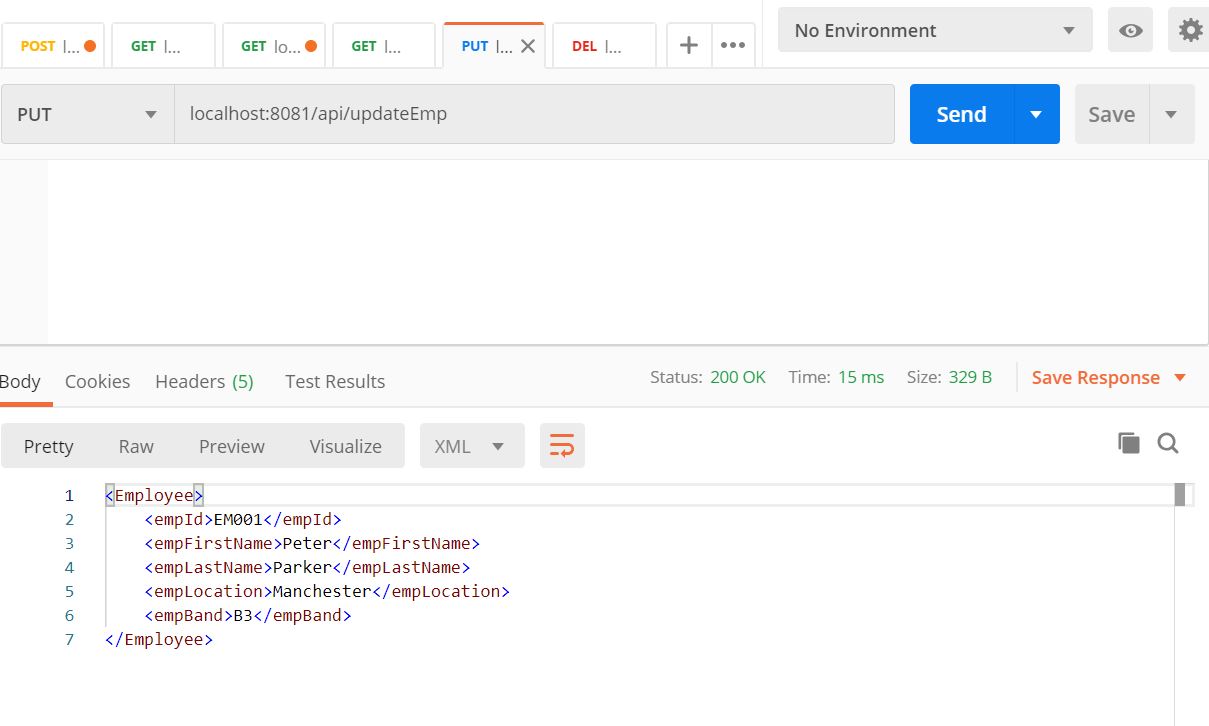 POST l... GET l... GET lo... GET l... PUT l... DEL l... No Environment
PUT localhost:8081/api/updateEmp Send Save
Body Cookies Headers (5) Test Results Status: 200 OK Time: 15 ms Size: 329 B Save Response
Pretty Raw Preview Visualize XML
1 <Employee>
2 <empId>EM001</empId>
3 <empFirstName>Peter</empFirstName>
4 <empLastName>Parker</empLastName>
5 <empLocation>Manchester</empLocation>
6 <empBand>B3</empBand>
7 </Employee>